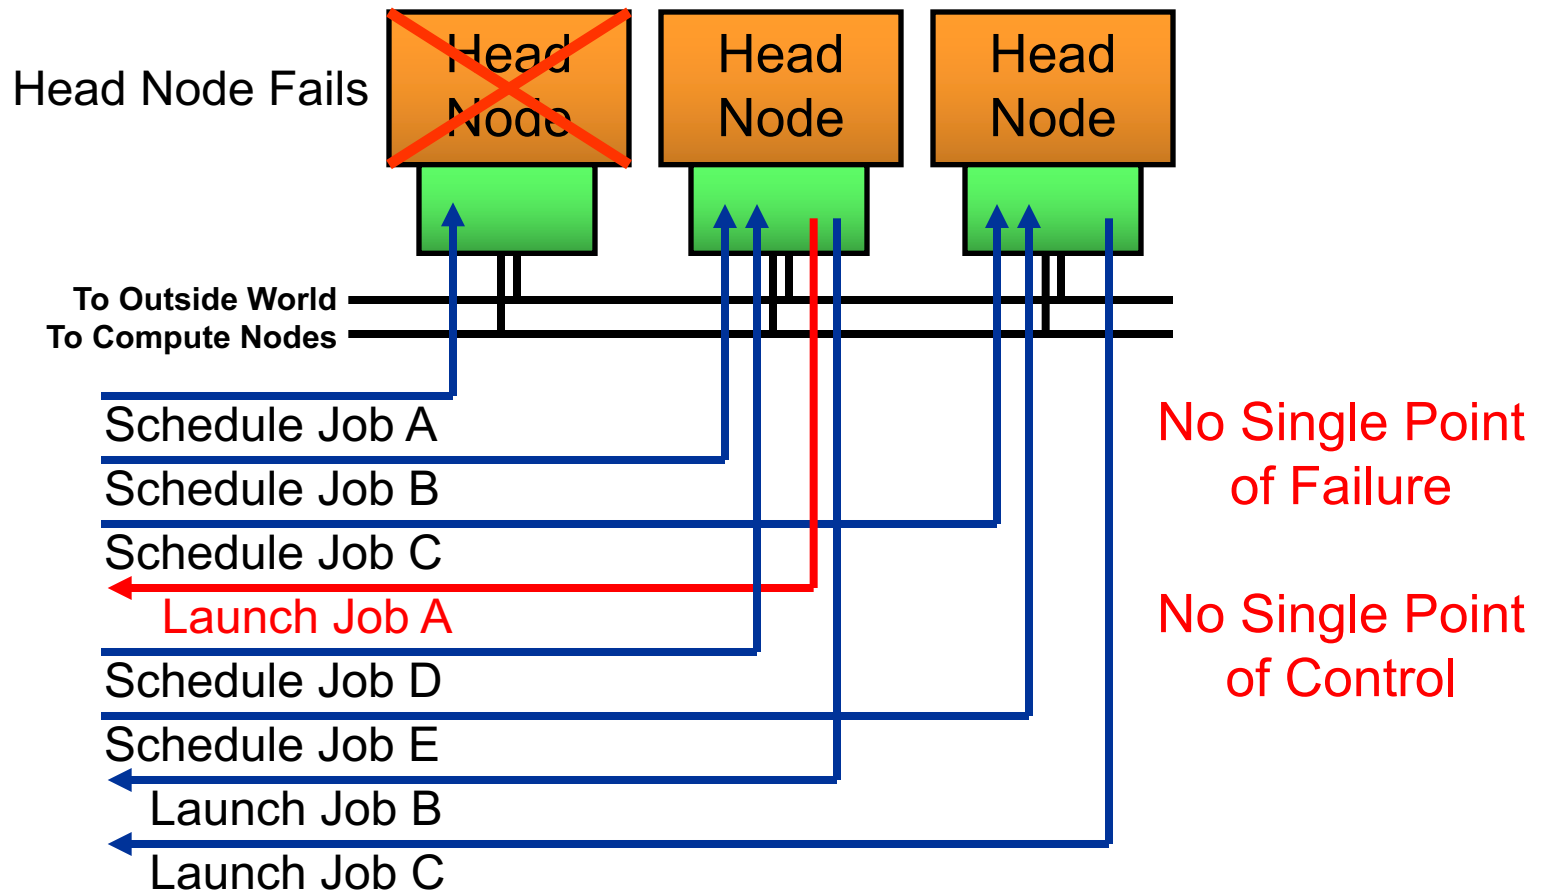 Head Node Fails
Head
Node
Head
Node
Head
Node
To Outside World
To Compute Nodes
Schedule Job A
Schedule Job B
Schedule Job C
Launch Job A
Schedule Job D
Schedule Job E
Launch Job B
Launch Job C
No Single Point
of Failure
No Single Point
of Control